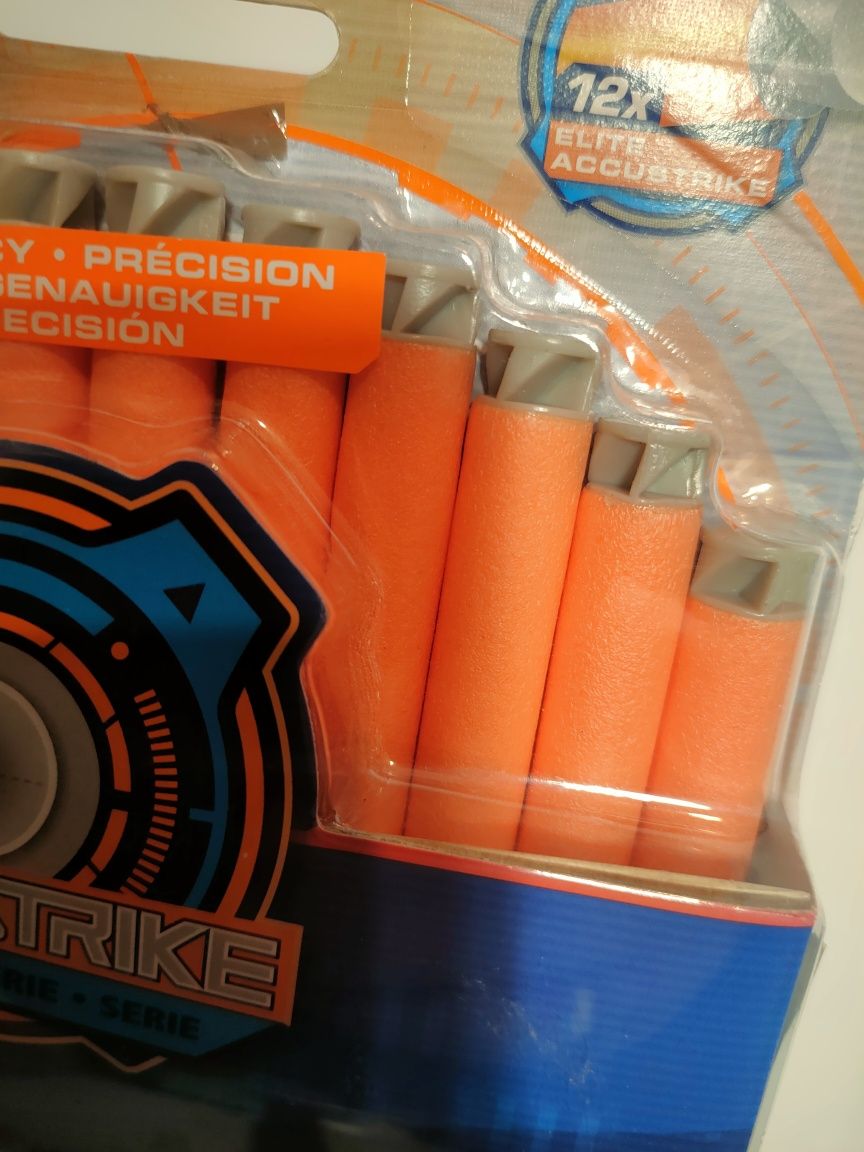 12x
ELITE
ACCUSTRIKE
CY • PRÉCISION
GENAUIGKEIT
ECISIÓN
STRIKE
RIE • SERIE